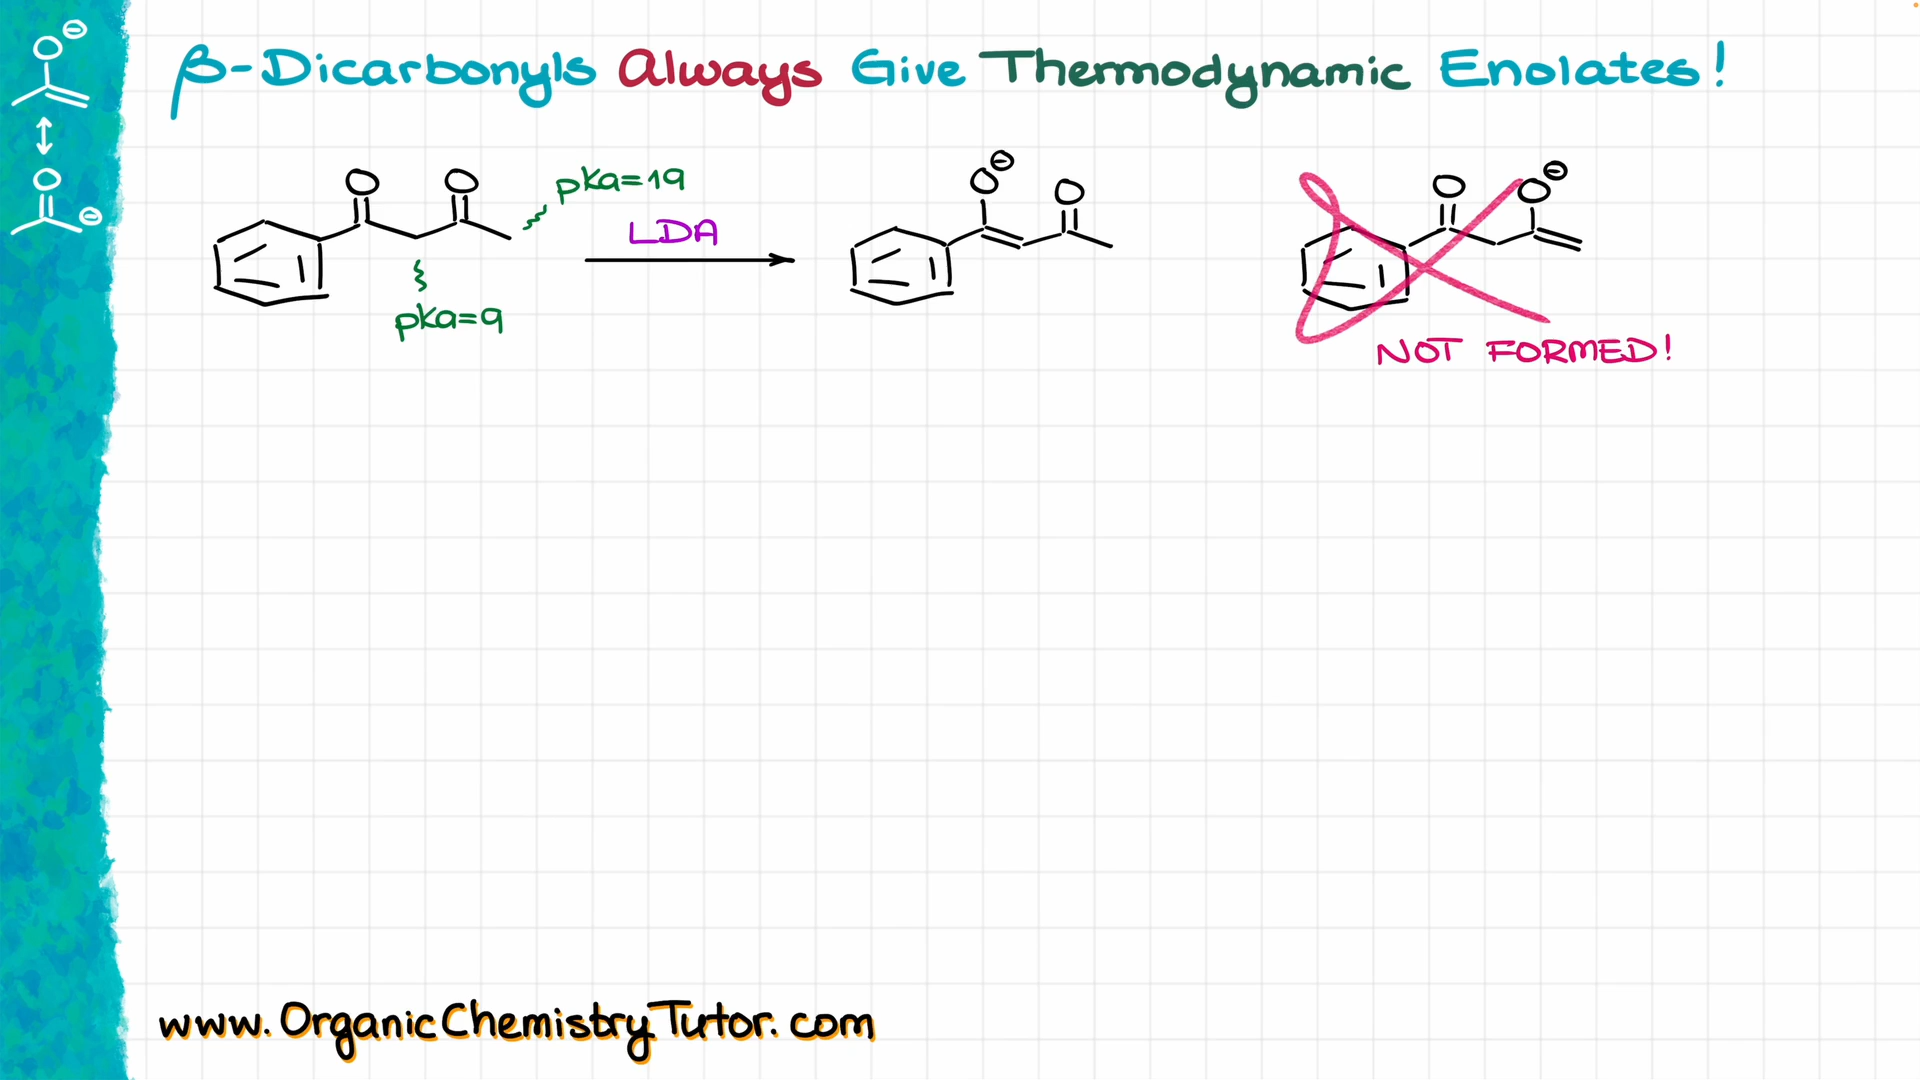 β-Dicarbonyls Always Give Thermodynamic Enolates!
O⊖
O
⊖
O O
pKa=19
LDA
pKa=9
O⊖
O
O
O⊖
NOT FORMED!
www.OrganicChemistryTutor.com